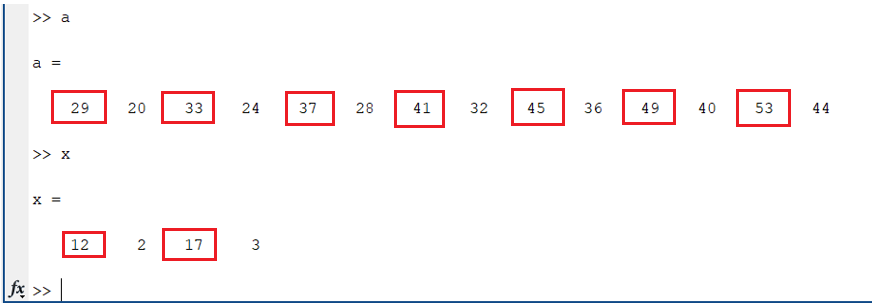 >> a
a =
29 20 33 24 37 28 41 32 45 36 49 40 53 44
>> x
x =
12 2 17 3
fx >>